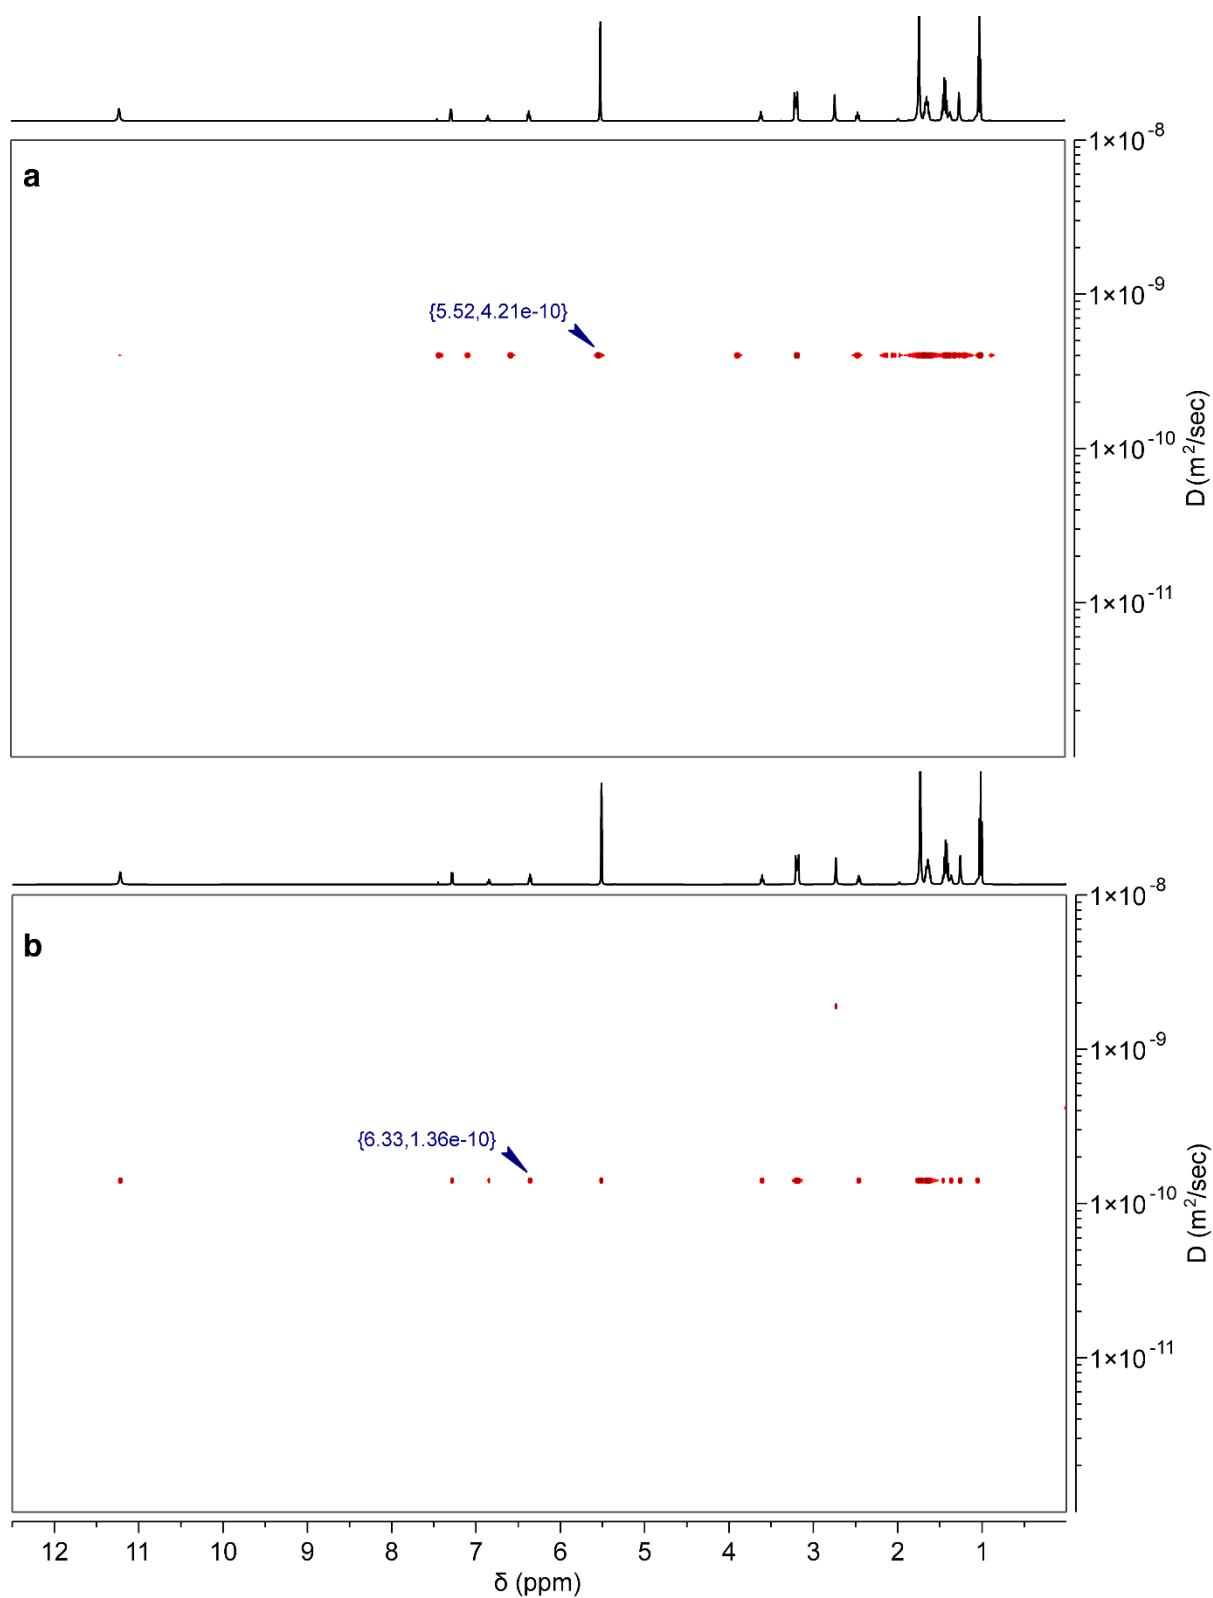 a
1×10⁻⁸
{5.52,4.21e-10}
1×10⁻⁹
1×10⁻¹⁰
D (m²/sec)
1×10⁻¹¹
b
1×10⁻⁸
1×10⁻⁹
{6.33,1.36e-10}
1×10⁻¹⁰
D (m²/sec)
1×10⁻¹¹
12 11 10 9 8 7 6 5 4 3 2 1
δ (ppm)